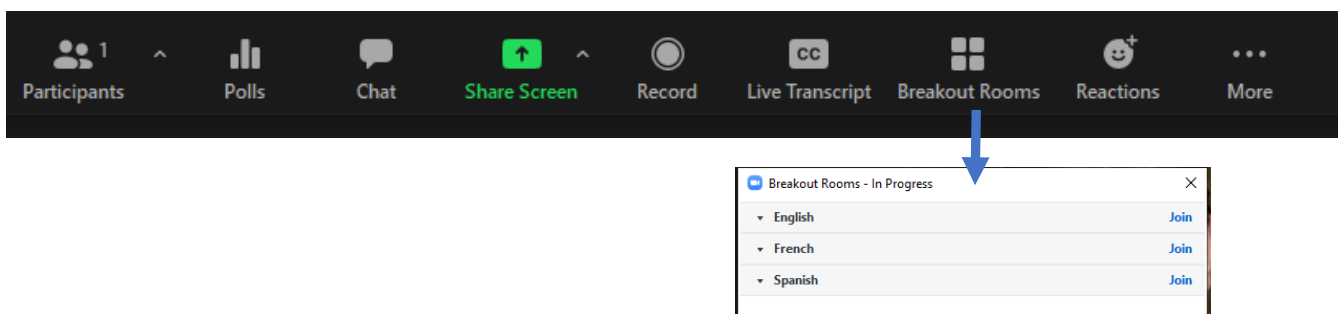 1
CC
Participants Polls Chat Share Screen Record Live Transcript Breakout Rooms Reactions More
Breakout Rooms - In Progress
English Join
French Join
Spanish Join